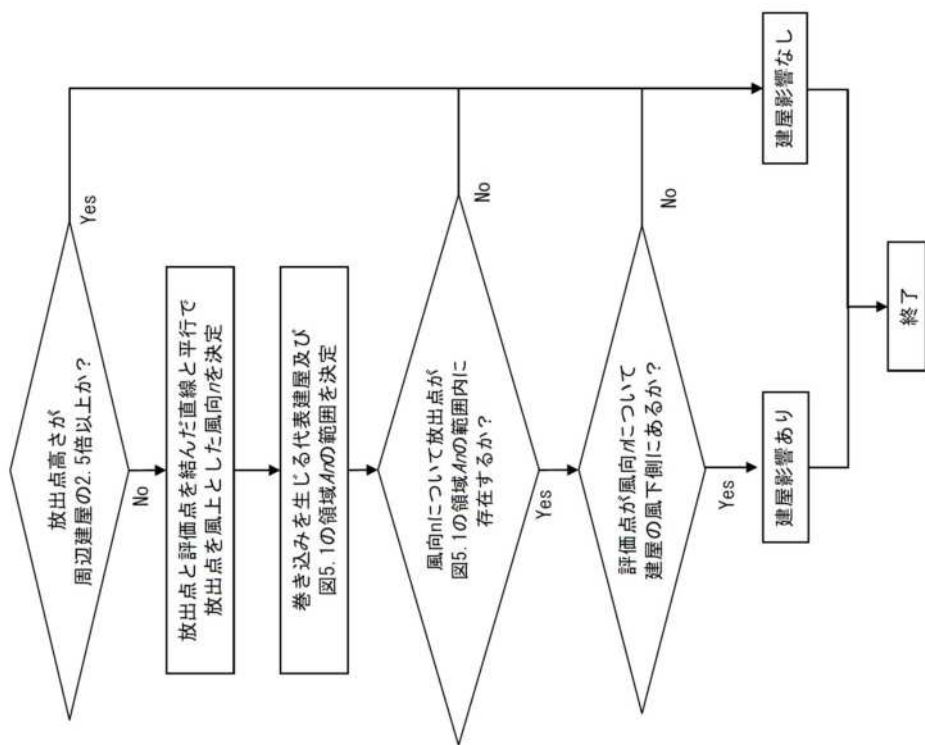 放出点高さが
周辺建屋の2.5倍以上か？
Yes
No
放出点と評価点を結んだ直線と平行で
放出点を風上とした風向nを決定
巻き込みを生じる代表建屋及び
図5.1の領域Anの範囲を決定
風向nについて放出点が
図5.1の領域Anの範囲内に
存在するか？
No
Yes
評価点が風向nについて
建屋の風下側にあるか？
No
Yes
建屋影響あり
建屋影響なし
終了